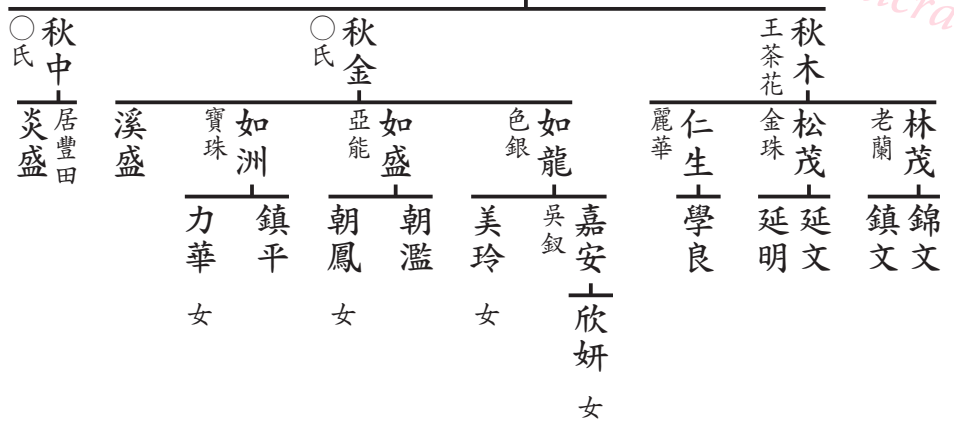 秋木
王茶花
秋金
○氏
秋中
○氏
林茂
老蘭
松茂
金珠
仁生
麗華
如龍
色銀
如盛
亞能
如洲
寶珠
溪盛
居豐田
炎盛
錦文
鎮文
延文
延明
學良
嘉安
吳釵
美玲 女
朝濫
朝鳳 女
鎮平
力華 女
欣妍 女